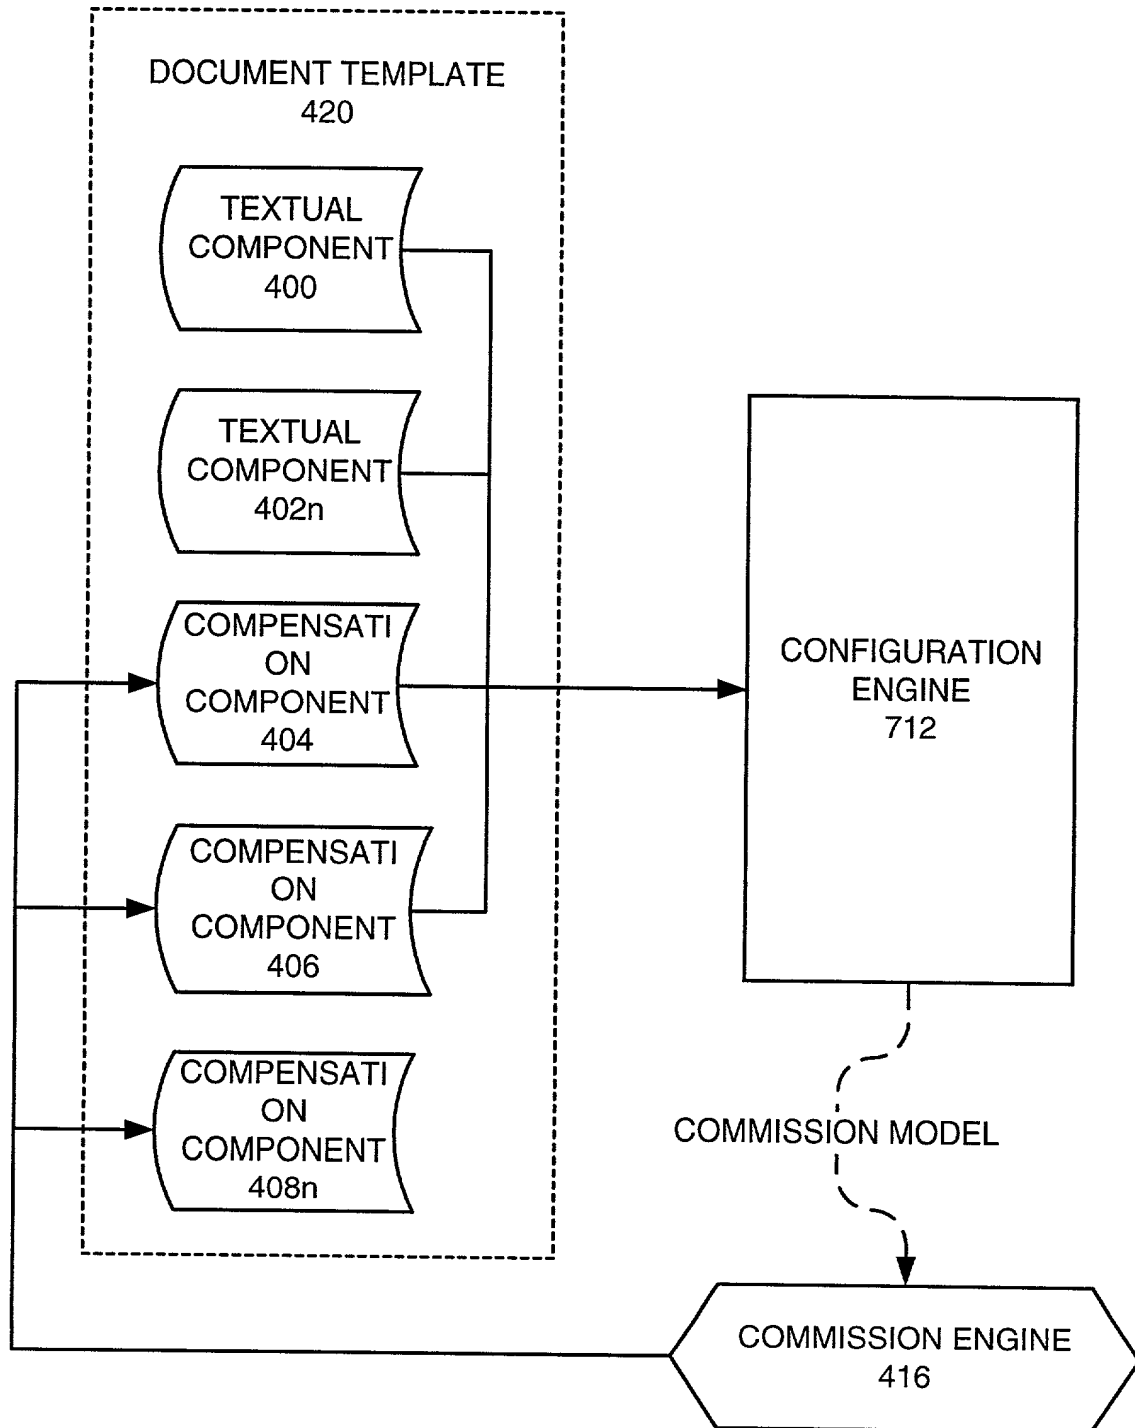 DOCUMENT TEMPLATE
420
TEXTUAL
COMPONENT
400
TEXTUAL
COMPONENT
402n
COMPENSATI
ON
COMPONENT
404
COMPENSATI
ON
COMPONENT
406
COMPENSATI
ON
COMPONENT
408n
CONFIGURATION
ENGINE
712
COMMISSION MODEL
COMMISSION ENGINE
416